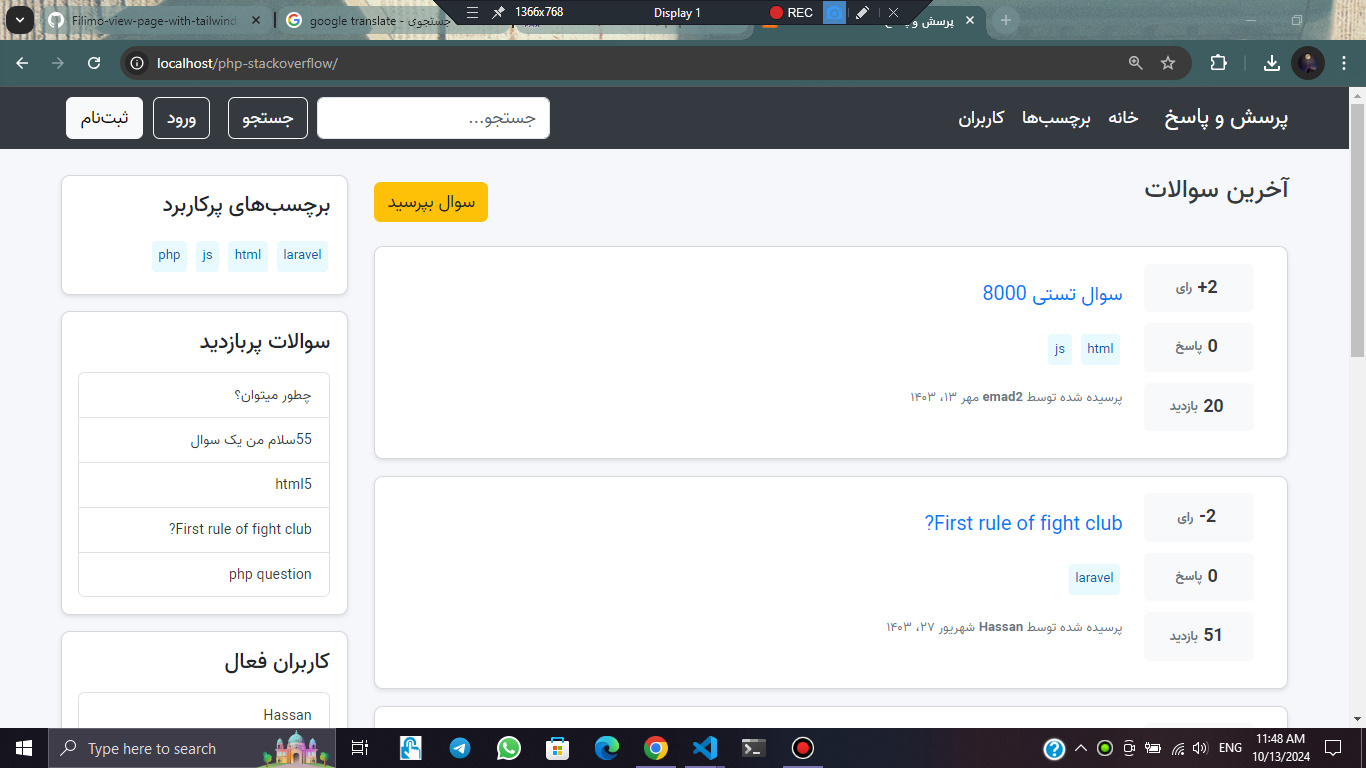 Filimo-view-page-with-tailwind
google translate - جستجوی
1366x768
Display 1
REC
پرسش و پاسخ
localhost/php-stackoverflow/
پرسش و پاسخ
خانه
برچسب‌ها
کاربران
جستجو...
جستجو
ورود
ثبت‌نام
آخرین سوالات
سوال بپرسید
+2 رای
0 پاسخ
20 بازدید
سوال تستی 8000
html
js
پرسیده شده توسط emad2 مهر ۱۳، ۱۴۰۳
-2 رای
0 پاسخ
51 بازدید
First rule of fight club?
laravel
پرسیده شده توسط Hassan شهریور ۲۷، ۱۴۰۳
برچسب‌های پرکاربرد
laravel
html
js
php
سوالات پربازدید
چطور میتوان؟
55سلام من یک سوال
html5
First rule of fight club?
php question
کاربران فعال
Hassan
Type here to search
ENG
11:48 AM
10/13/2024